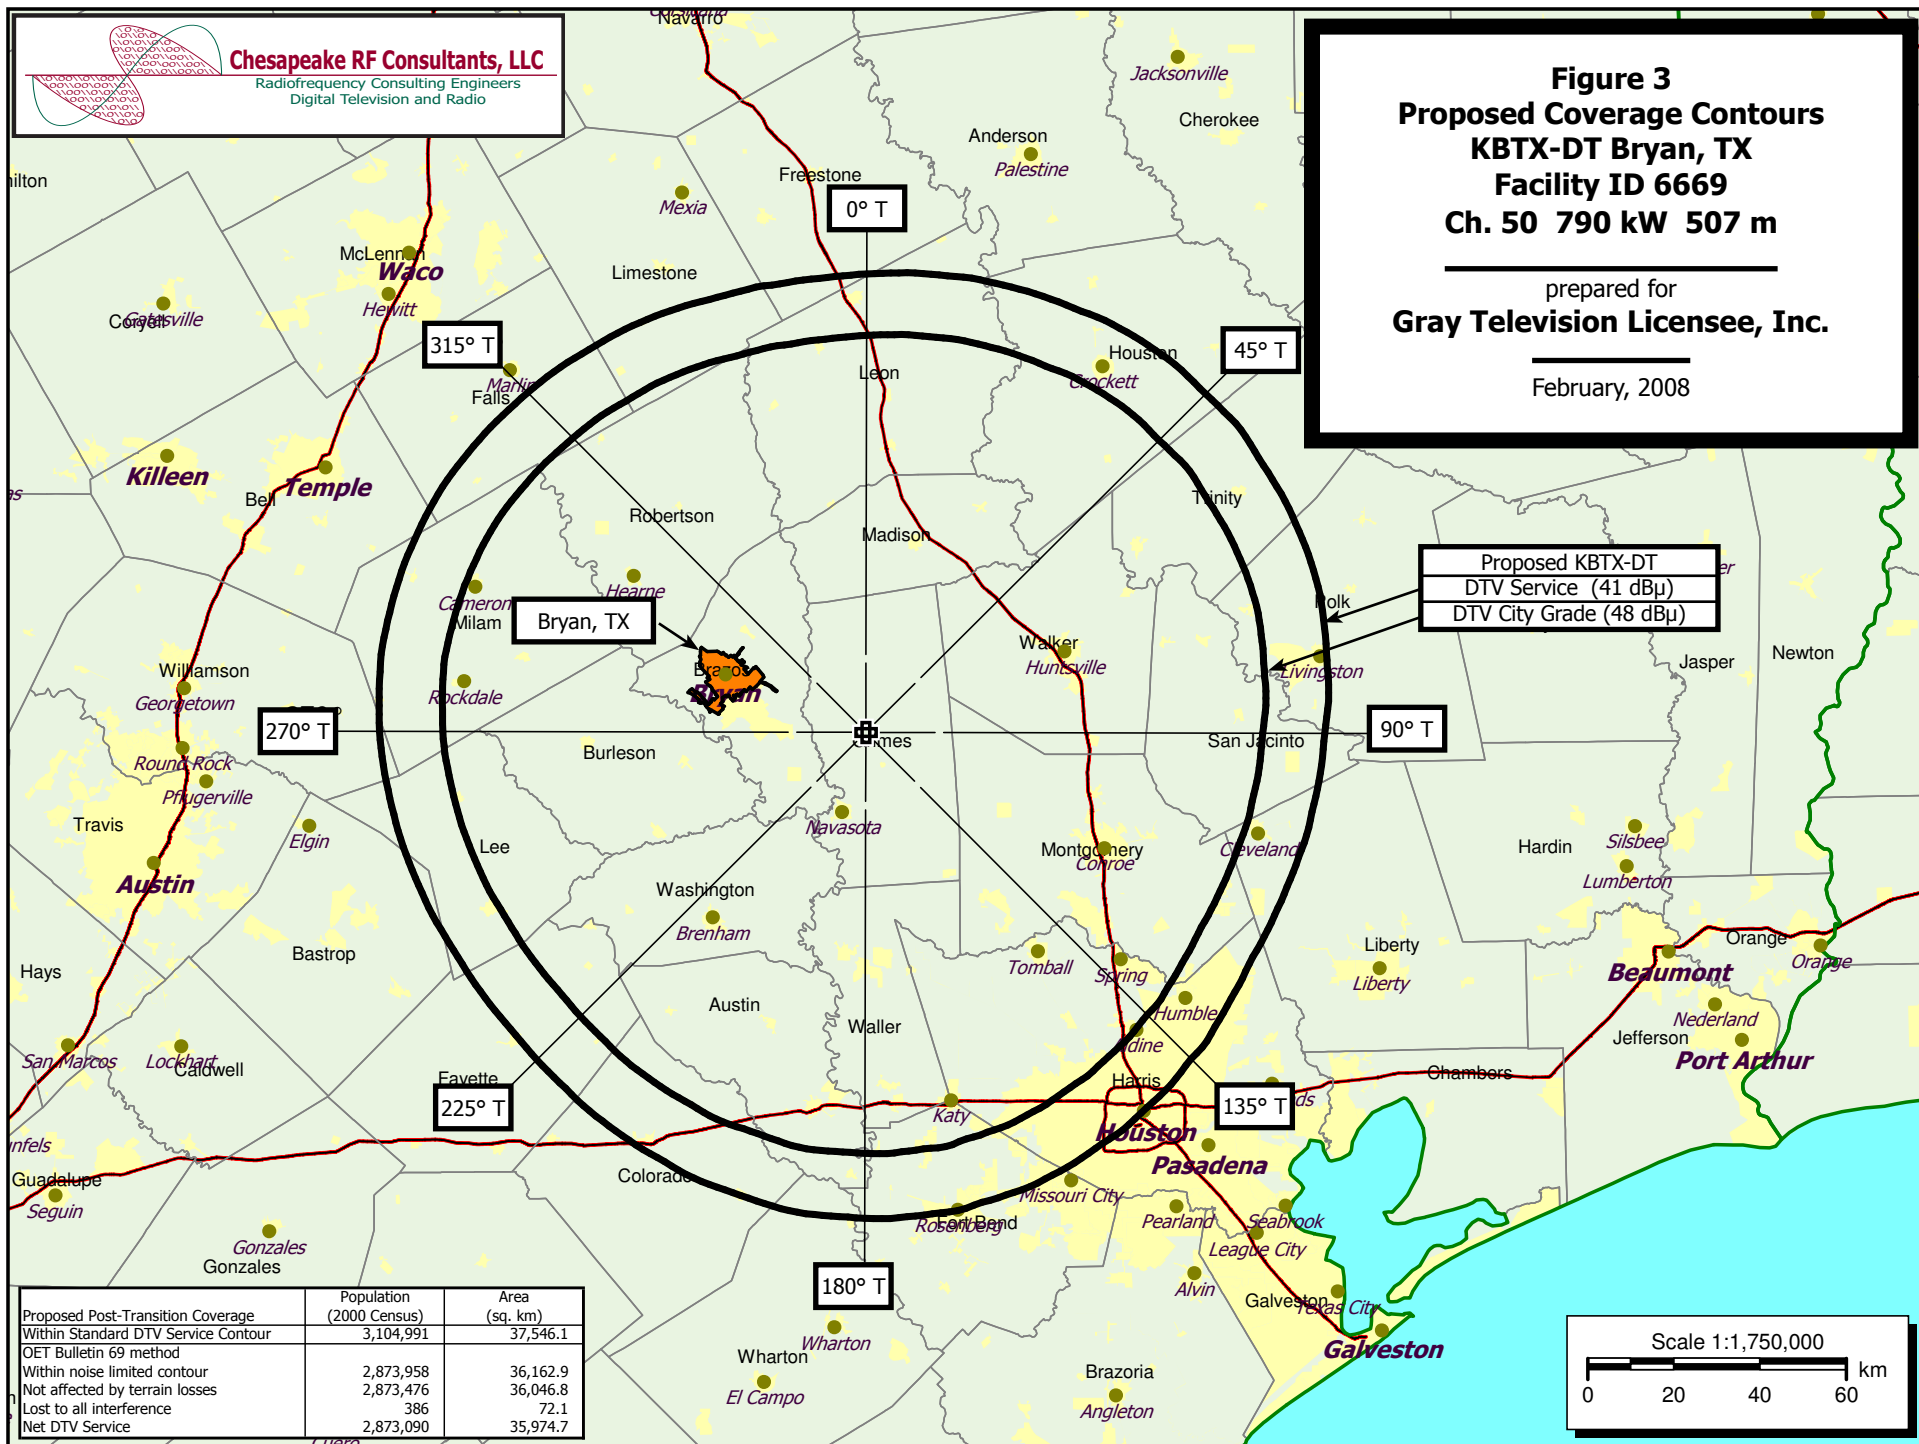 Chesapeake RF Consultants, LLC
Radiofrequency Consulting Engineers
Digital Television and Radio
Figure 3
Proposed Coverage Contours
KBTX-DT Bryan, TX
Facility ID 6669
Ch. 50 790 kW 507 m
prepared for
Gray Television Licensee, Inc.
February, 2008
Navarro
Jacksonville
Cherokee
Anderson
Palestine
Freestone
Mexia
0° T
McLennan
Waco
Hewitt
Limestone
Gatesville
Coryell
315° T
45° T
Marlin
Falls
Leon
Houston
Crockett
Killeen
Temple
Bell
Robertson
Trinity
Madison
Proposed KBTX-DT
DTV Service (41 dBµ)
DTV City Grade (48 dBµ)
Hearne
Cameron
Milam
Bryan, TX
Polk
Walker
Huntsville
Livingston
Jasper
Newton
Williamson
Georgetown
Rockdale
Brazos
Bryan
270° T
90° T
Burleson
Grimes
San Jacinto
Round Rock
Pflugerville
Travis
Elgin
Lee
Navasota
Montgomery
Conroe
Cleveland
Hardin
Silsbee
Lumberton
Austin
Washington
Brenham
Bastrop
Hays
Tomball
Spring
Liberty
Liberty
Orange
Orange
Beaumont
Austin
Waller
Humble
Aldine
Nederland
Jefferson
Port Arthur
San Marcos
Lockhart
Caldwell
Fayette
225° T
Harris
Chambers
135° T
Katy
Houston
Pasadena
Guadalupe
Seguin
Colorado
Missouri City
Rosenberg
Fort Bend
Pearland
Seabrook
League City
Gonzales
Gonzales
180° T
Alvin
Galveston
Texas City
Wharton
Wharton
El Campo
Brazoria
Angleton
Galveston
Proposed Post-Transition Coverage Population (2000 Census) Area (sq. km)
Within Standard DTV Service Contour 3,104,991 37,546.1
OET Bulletin 69 method
Within noise limited contour 2,873,958 36,162.9
Not affected by terrain losses 2,873,476 36,046.8
Lost to all interference 386 72.1
Net DTV Service 2,873,090 35,974.7
Scale 1:1,750,000
km
0 20 40 60